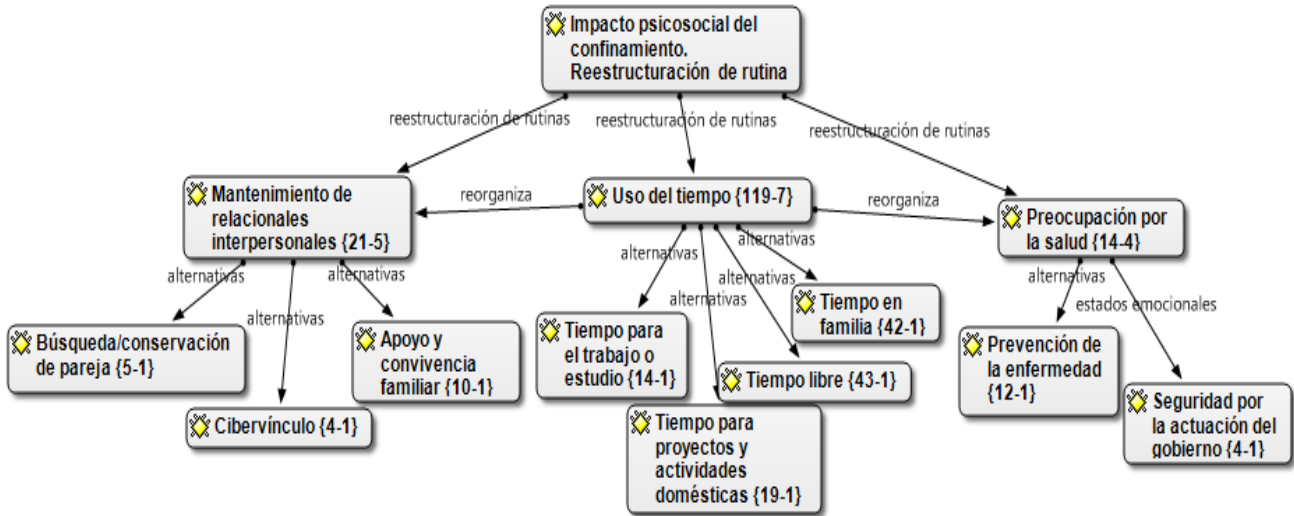 Impacto psicosocial del
confinamiento.
Reestructuración de rutina
reestructuración de rutinas
reestructuración de rutinas
reestructuración de rutinas
Mantenimiento de
relacionales
interpersonales {21-5}
reorganiza
Uso del tiempo {119-7}
reorganiza
Preocupación por
la salud {14-4}
alternativas
alternativas
alternativas
Búsqueda/conservación
de pareja {5-1}
Cibervínculo {4-1}
Apoyo y
convivencia
familiar {10-1}
alternativas
alternativas
alternativas
alternativas
Tiempo para
el trabajo o
estudio {14-1}
Tiempo para
proyectos y
actividades
domésticas {19-1}
Tiempo libre {43-1}
Tiempo en
familia {42-1}
alternativas
estados emocionales
Prevención de
la enfermedad
{12-1}
Seguridad por
la actuación del
gobierno {4-1}